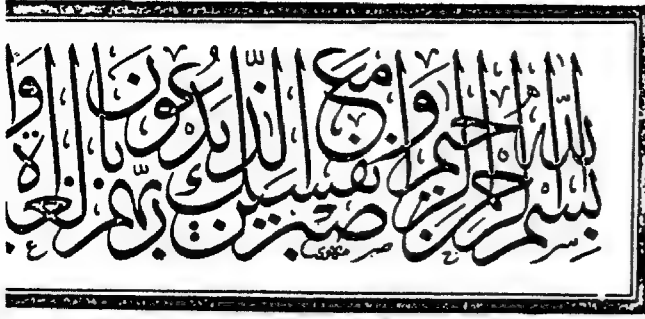 بسم الله الرحمن الرحيم واصبر نفسك مع الذين يدعون ربهم بالغداة